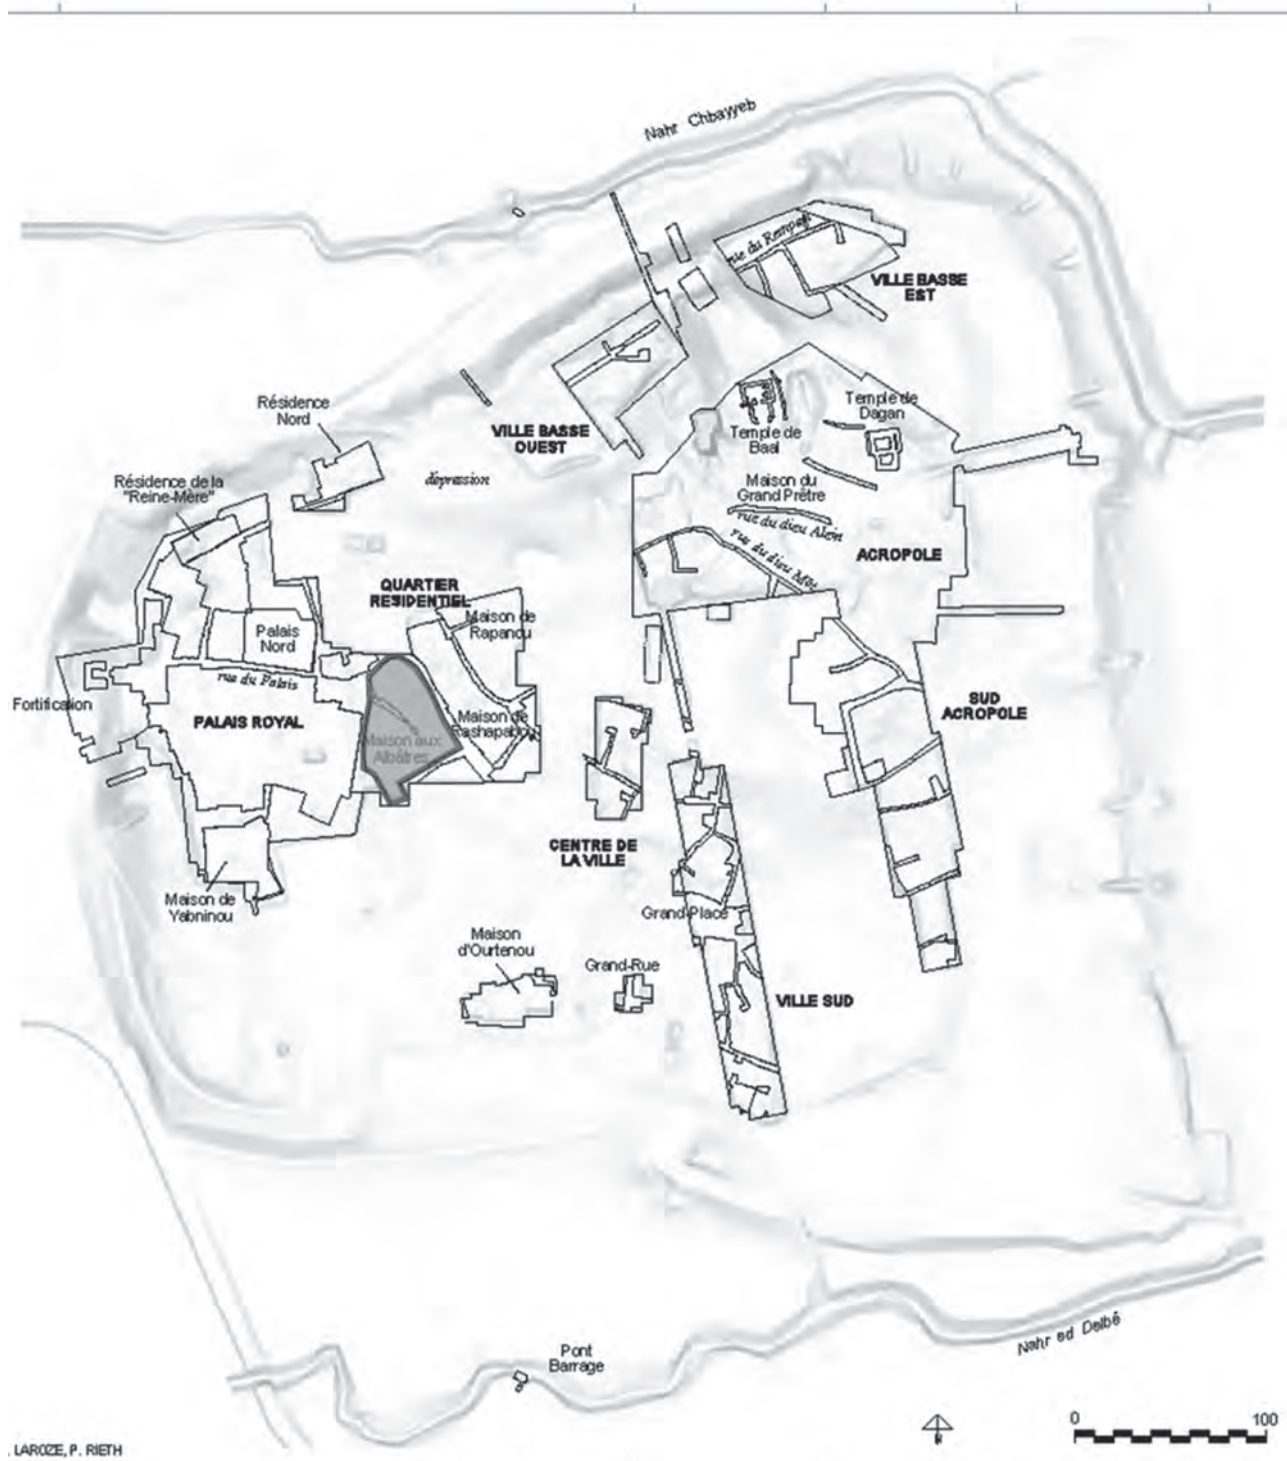 Nahr Chbayyeb
rue du Rempart
VILLE BASSE
EST
Résidence
Nord
VILLE BASSE
OUEST
Temple de
Dagan
Temple de
Baal
dépression
Résidence de la
"Reine-Mère"
Maison du
Grand Prêtre
rue du dieu Alein
rue du dieu Môt
ACROPOLE
QUARTIER
RESIDENTIEL
Maison de
Rapanou
Palais
Nord
rue du Palais
Fortification
PALAIS ROYAL
Maison de
Rashapabou
Maison aux
Albâtres
SUD
ACROPOLE
CENTRE DE
LA VILLE
Maison de
Yabninou
Grand-Place
Maison
d'Ourtenou
Grand-Rue
VILLE SUD
Nahr ed Delbé
Pont
Barrage
0 100
N
. LAROZE, P. RIETH